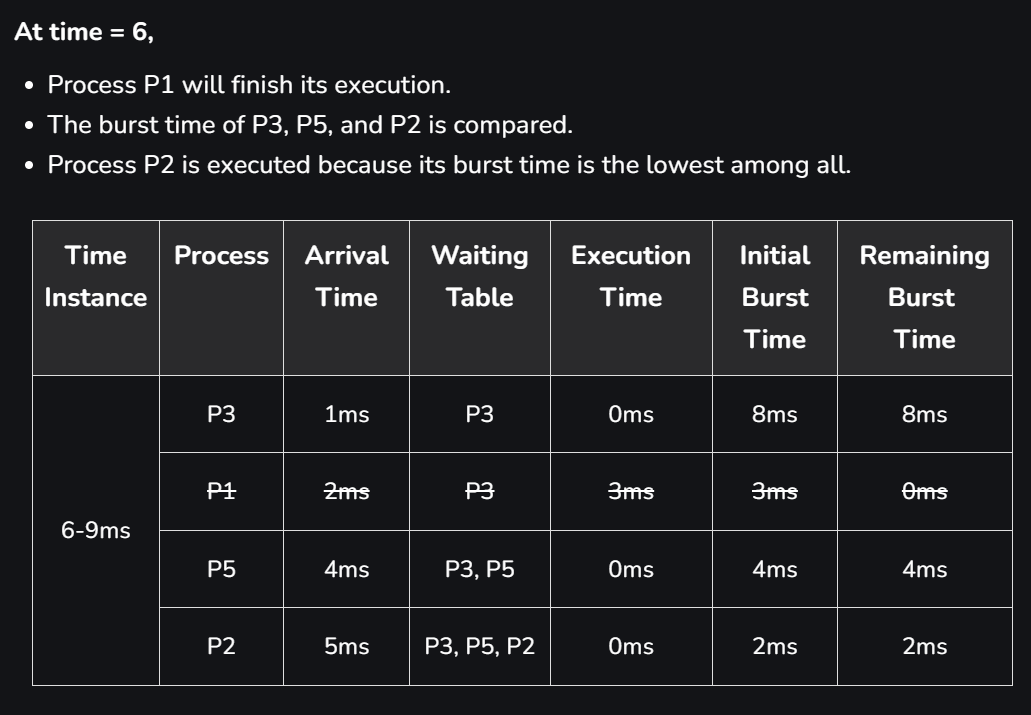 At time = 6,
Process P1 will finish its execution.
The burst time of P3, P5, and P2 is compared.
Process P2 is executed because its burst time is the lowest among all.
Time Instance Process Arrival Time Waiting Table Execution Time Initial Burst Time Remaining Burst Time
6-9ms
P3 1ms P3 0ms 8ms 8ms
P1 2ms P3 3ms 3ms 0ms
P5 4ms P3, P5 0ms 4ms 4ms
P2 5ms P3, P5, P2 0ms 2ms 2ms